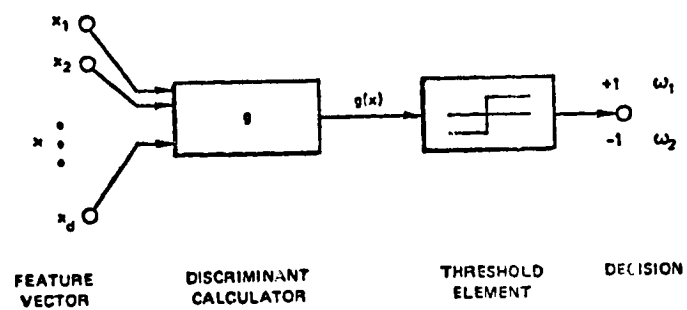 x1
x2
x
xd
g
g(x)
+1 ω1
-1 ω2
FEATURE VECTOR
DISCRIMINANT CALCULATOR
THRESHOLD ELEMENT
DECISION